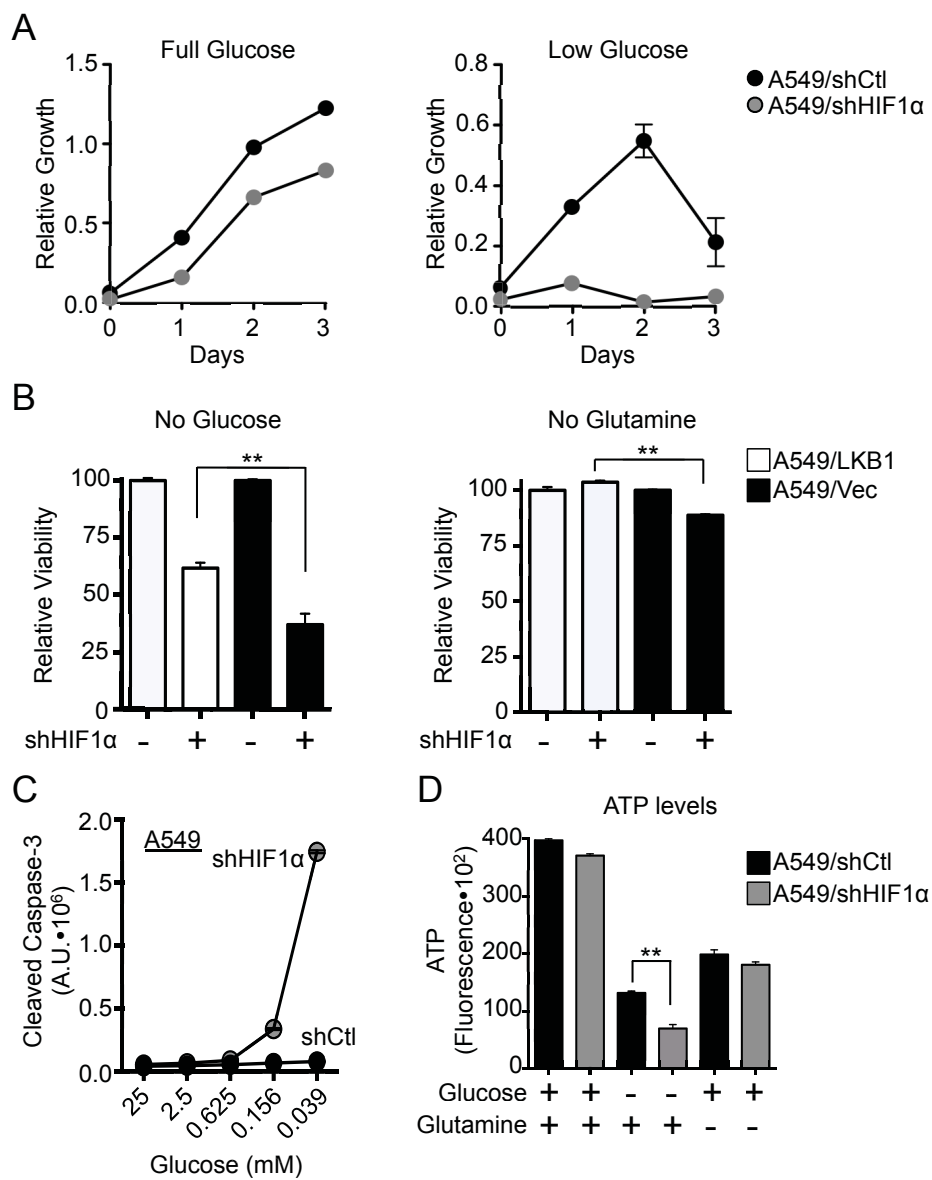 A
Full Glucose
1.5
1.0
0.5
0.0
Relative Growth
0 1 2 3
Days
Low Glucose
0.8
0.6
0.4
0.2
0.0
Relative Growth
0 1 2 3
Days
A549/shCtl
A549/shHIF1α
B
No Glucose
**
100
75
50
25
0
Relative Viability
shHIF1α - + - +
No Glutamine
**
100
75
50
25
0
Relative Viability
shHIF1α - + - +
A549/LKB1
A549/Vec
C
2.0
1.5
1.0
0.5
0.0
Cleaved Caspase-3
(A.U.•10⁶)
A549
shHIF1α
shCtl
25 2.5 0.625 0.156 0.039
Glucose (mM)
D
ATP levels
400
300
200
100
0
ATP
(Fluorescence•10²)
**
A549/shCtl
A549/shHIF1α
Glucose + + - - + +
Glutamine + + + + - -